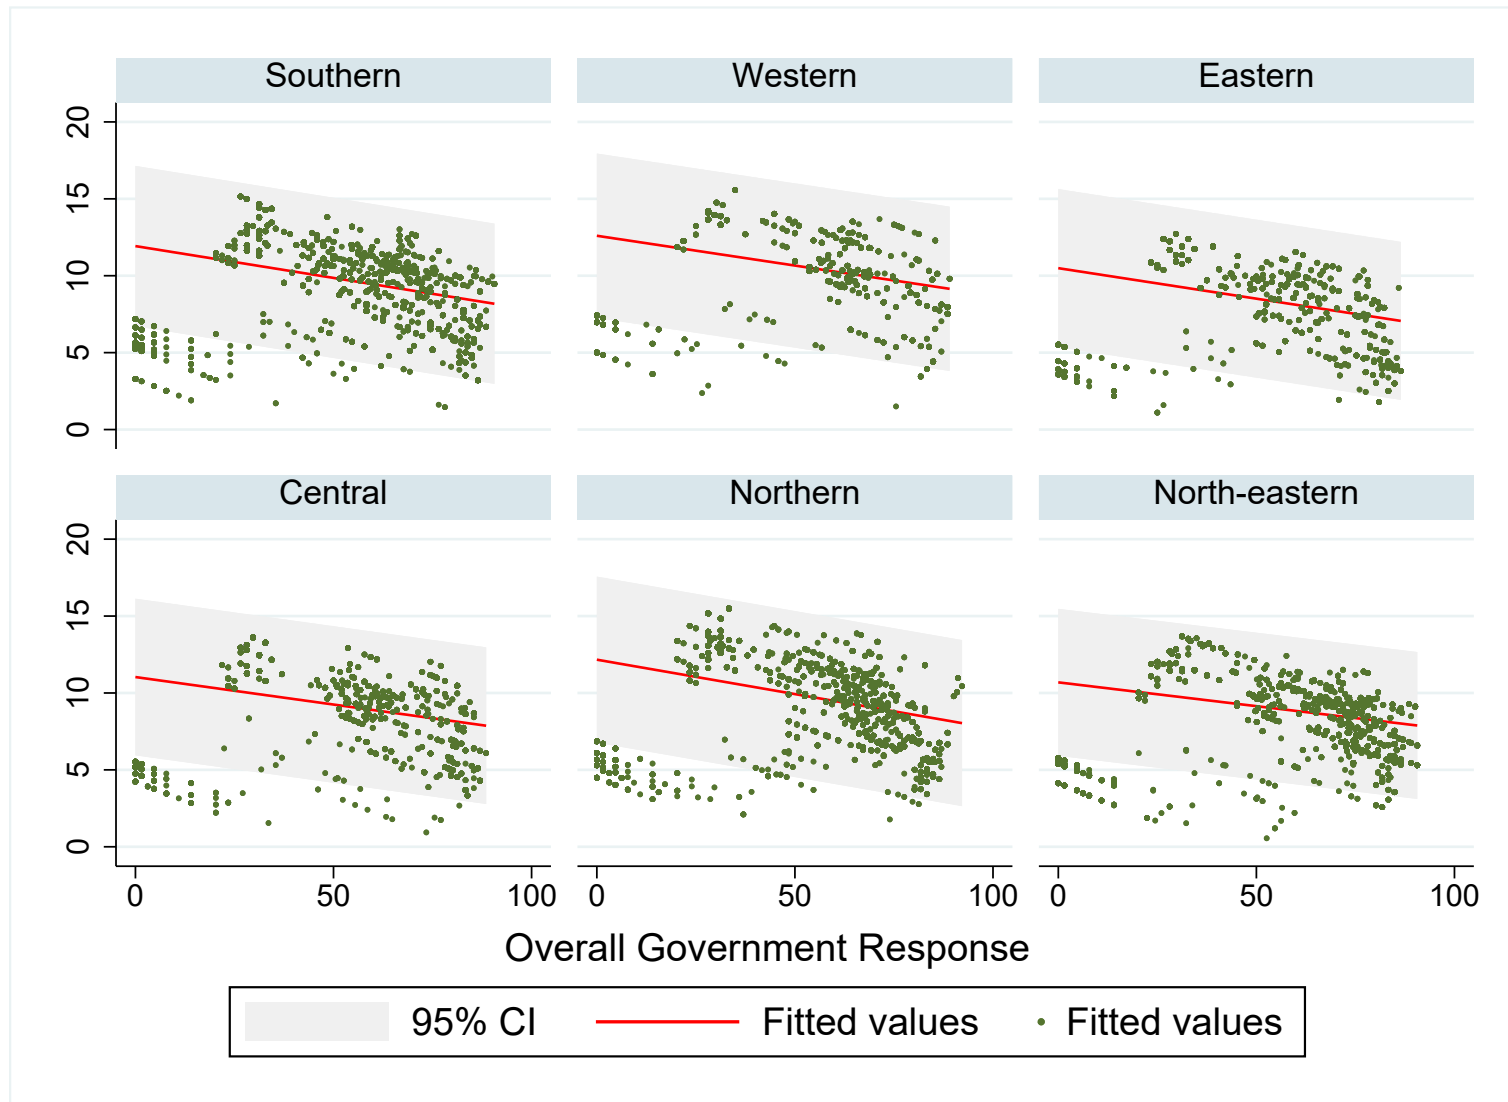 Southern Western Eastern
20
15
10
5
0
Central Northern North-eastern
20
15
10
5
0
0 50 100 0 50 100 0 50 100
Overall Government Response
95% CI Fitted values Fitted values